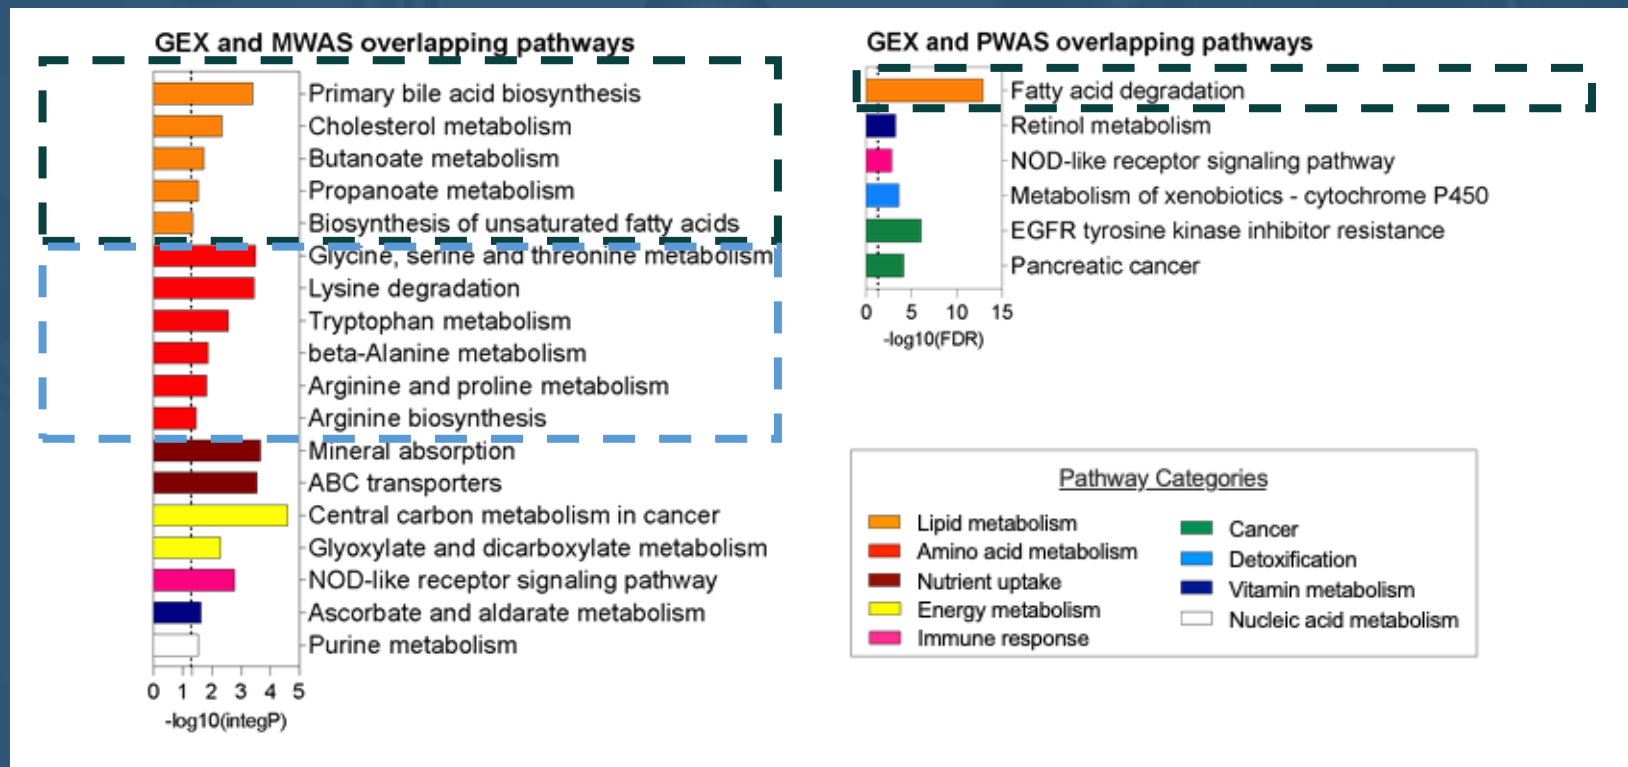 GEX and MWAS overlapping pathways
Primary bile acid biosynthesis
Cholesterol metabolism
Butanoate metabolism
Propanoate metabolism
Biosynthesis of unsaturated fatty acids
Glycine, serine and threonine metabolism
Lysine degradation
Tryptophan metabolism
beta-Alanine metabolism
Arginine and proline metabolism
Arginine biosynthesis
Mineral absorption
ABC transporters
Central carbon metabolism in cancer
Glyoxylate and dicarboxylate metabolism
NOD-like receptor signaling pathway
Ascorbate and aldarate metabolism
Purine metabolism
0 1 2 3 4 5
-log10(integP)
GEX and PWAS overlapping pathways
Fatty acid degradation
Retinol metabolism
NOD-like receptor signaling pathway
Metabolism of xenobiotics - cytochrome P450
EGFR tyrosine kinase inhibitor resistance
Pancreatic cancer
0 5 10 15
-log10(FDR)
Pathway Categories
Lipid metabolism
Amino acid metabolism
Nutrient uptake
Energy metabolism
Immune response
Cancer
Detoxification
Vitamin metabolism
Nucleic acid metabolism